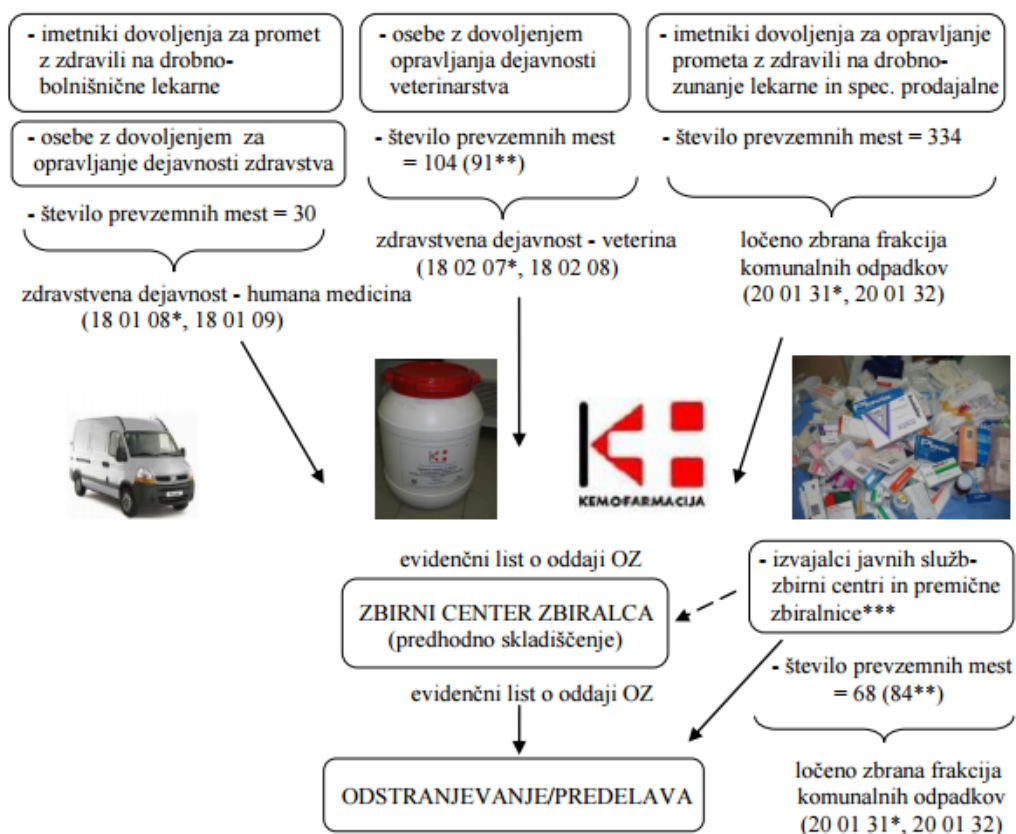 - imetniki dovoljenja za promet
z zdravili na drobno-
bolnišnične lekarne
- osebe z dovoljenjem za
opravljanje dejavnosti zdravstva
- število prevzemnih mest = 30
zdravstvena dejavnost - humana medicina
(18 01 08*, 18 01 09)
- osebe z dovoljenjem
opravljanja dejavnosti
veterinarstva
- število prevzemnih mest
= 104 (91**)
zdravstvena dejavnost - veterina
(18 02 07*, 18 02 08)
- imetniki dovoljenja za opravljanje
prometa z zdravili na drobno-
zunanje lekarne in spec. prodajalne
- število prevzemnih mest = 334
ločeno zbrana frakcija
komunalnih odpadkov
(20 01 31*, 20 01 32)
KEMOFARMACIJA
evidenčni list o oddaji OZ
ZBIRNI CENTER ZBIRALCA
(predhodno skladiščenje)
evidenčni list o oddaji OZ
ODSTRANJEVANJE/PREDELAVA
- izvajalci javnih služb-
zbirni centri in premične
zbiralnice***
- število prevzemnih mest
= 68 (84**)
ločeno zbrana frakcija
komunalnih odpadkov
(20 01 31*, 20 01 32)